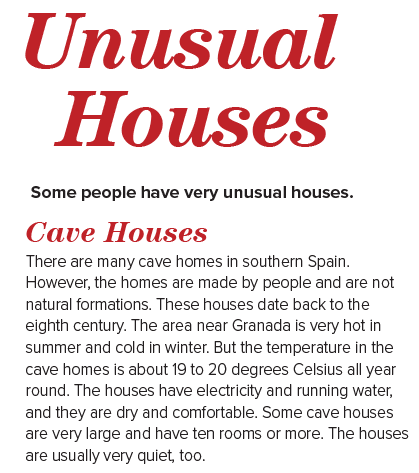 Unusual
Houses
Some people have very unusual houses.
Cave Houses
There are many cave homes in southern Spain.
However, the homes are made by people and are not
natural formations. These houses date back to the
eighth century. The area near Granada is very hot in
summer and cold in winter. But the temperature in the
cave homes is about 19 to 20 degrees Celsius all year
round. The houses have electricity and running water,
and they are dry and comfortable. Some cave houses
are very large and have ten rooms or more. The houses
are usually very quiet, too.